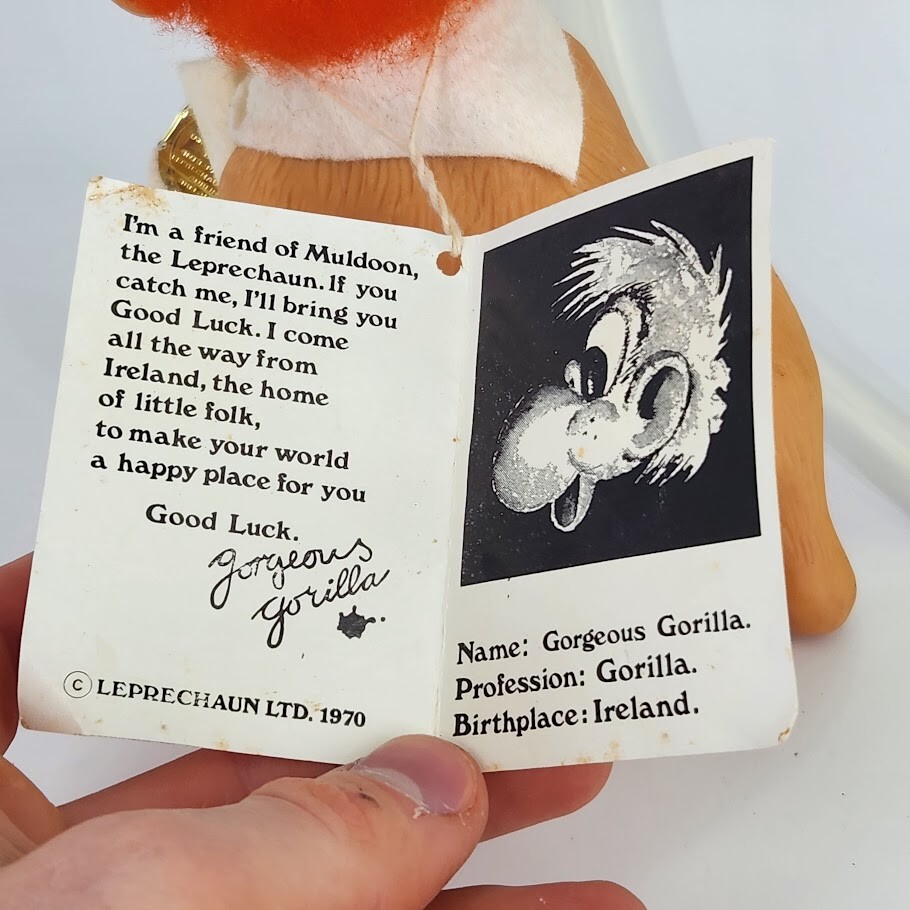 I'm a friend of Muldoon,
the Leprechaun. If you
catch me, I'll bring you
Good Luck. I come
all the way from
Ireland, the home
of little folk,
to make your world
a happy place for you
Good Luck.
gorgeous
gorilla
© LEPRECHAUN LTD. 1970
Name: Gorgeous Gorilla.
Profession: Gorilla.
Birthplace: Ireland.